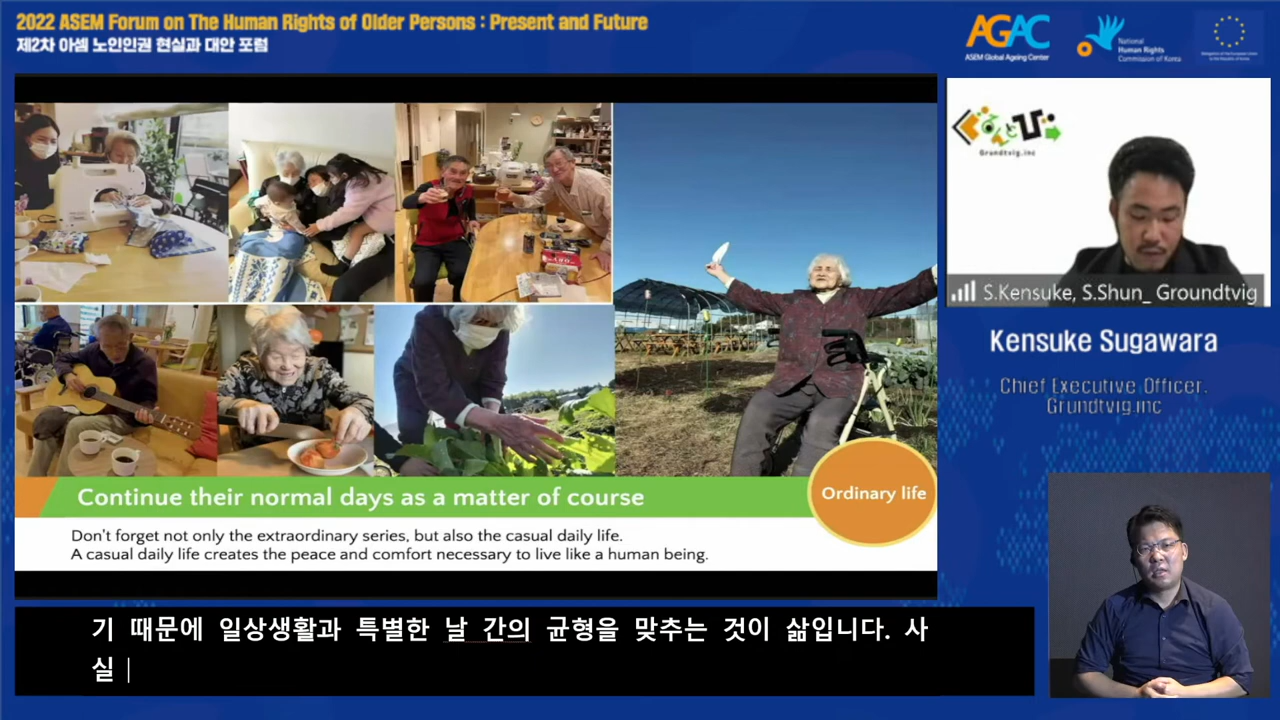 2022 ASEM Forum on The Human Rights of Older Persons : Present and Future
제2차 아셈 노인인권 현실과 대안 포럼
AGAC
ASEM Global Ageing Center
National
Human Rights
Commission of Korea
ぐるんとびー
Grundtvig.inc
S.Kensuke, S.Shun_ Groundtvig
Kensuke Sugawara
Chief Executive Officer.
Grundtvig.inc
Continue their normal days as a matter of course
Ordinary life
Don't forget not only the extraordinary series, but also the casual daily life.
A casual daily life creates the peace and comfort necessary to live like a human being.
기 때문에 일상생활과 특별한 날 간의 균형을 맞추는 것이 삶입니다. 사
실